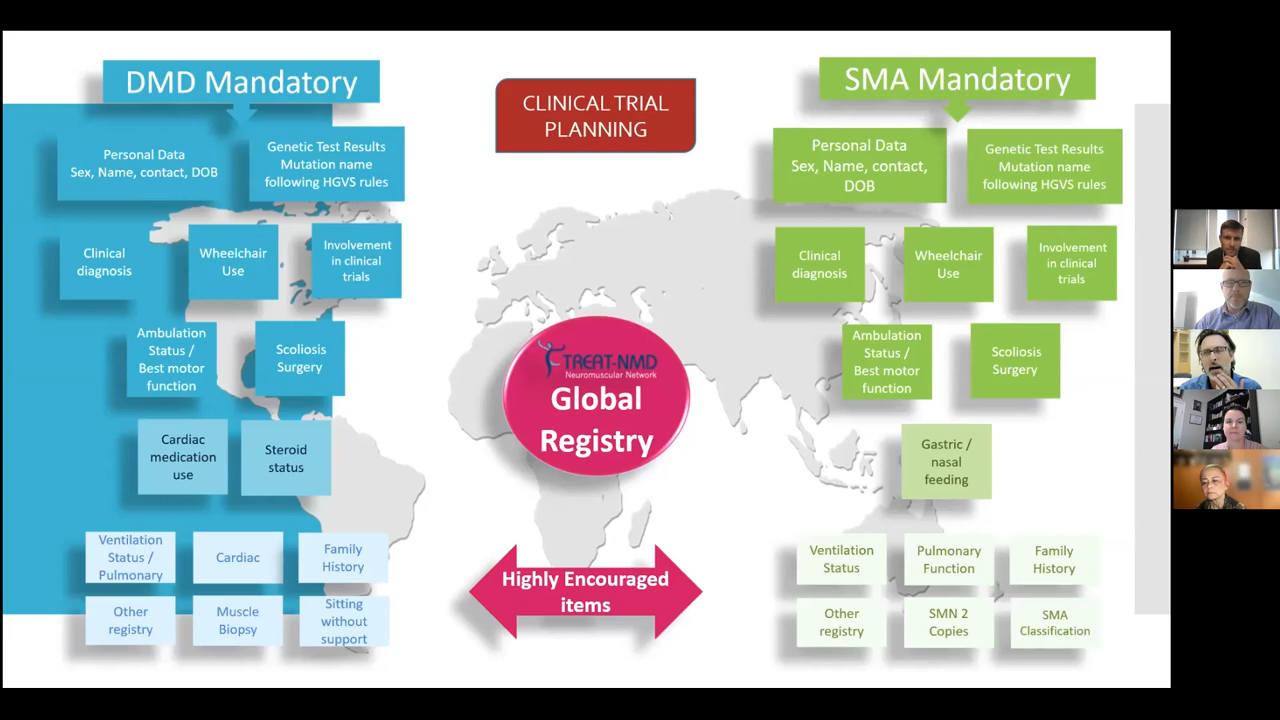 DMD Mandatory
Personal Data
Sex, Name, contact, DOB
Genetic Test Results
Mutation name
following HGVS rules
Clinical
diagnosis
Wheelchair
Use
Involvement
in clinical
trials
Ambulation
Status /
Best motor
function
Scoliosis
Surgery
Cardiac
medication
use
Steroid
status
Ventilation
Status /
Pulmonary
Cardiac
Family
History
Other
registry
Muscle
Biopsy
Sitting
without
support
CLINICAL TRIAL
PLANNING
TREAT-NMD
Neuromuscular Network
Global
Registry
Highly Encouraged
items
SMA Mandatory
Personal Data
Sex, Name, contact,
DOB
Genetic Test Results
Mutation name
following HGVS rules
Clinical
diagnosis
Wheelchair
Use
Involvement
in clinical
trials
Ambulation
Status /
Best motor
function
Scoliosis
Surgery
Gastric /
nasal
feeding
Ventilation
Status
Pulmonary
Function
Family
History
Other
registry
SMN 2
Copies
SMA
Classification